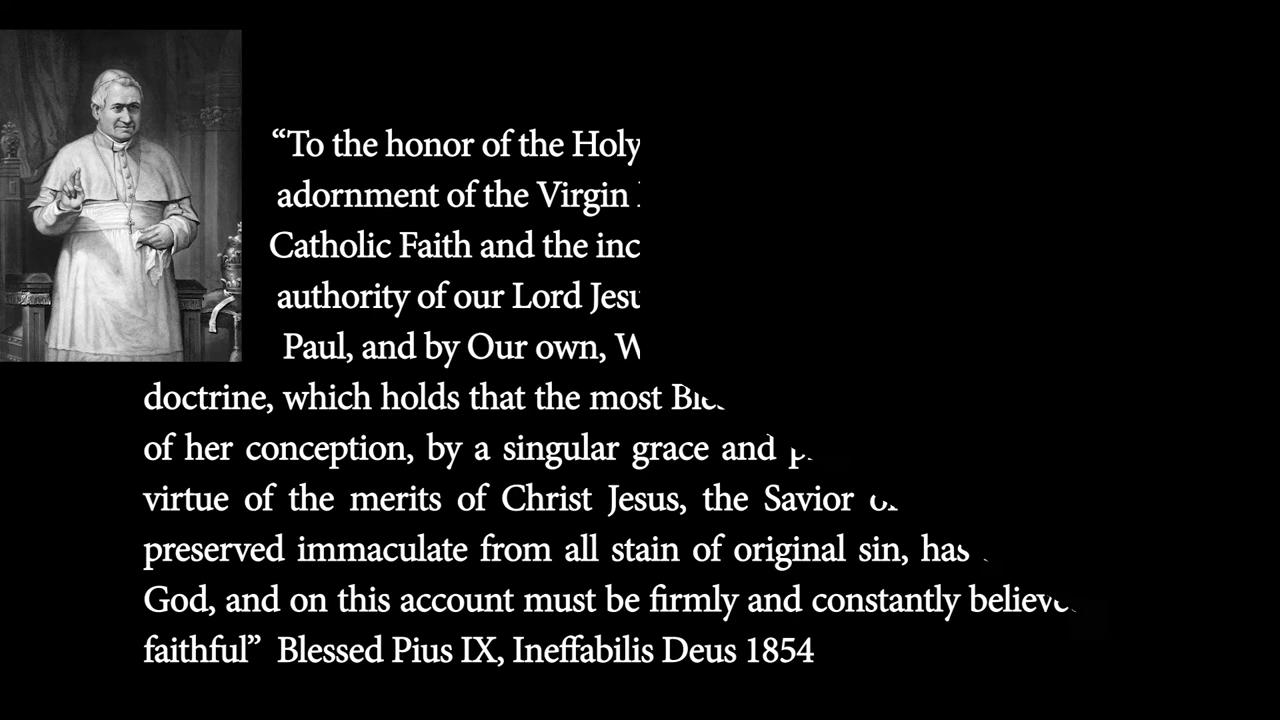 “To the honor of the Holy
adornment of the Virgin
Catholic Faith and the
authority of our Lord
Paul, and by Our own,
doctrine, which holds that the most
of her conception, by a singular grace and
virtue of the merits of Christ Jesus, the Savior
preserved immaculate from all stain of original sin, has
God, and on this account must be firmly and constantly
faithful” Blessed Pius IX, Ineffabilis Deus 1854